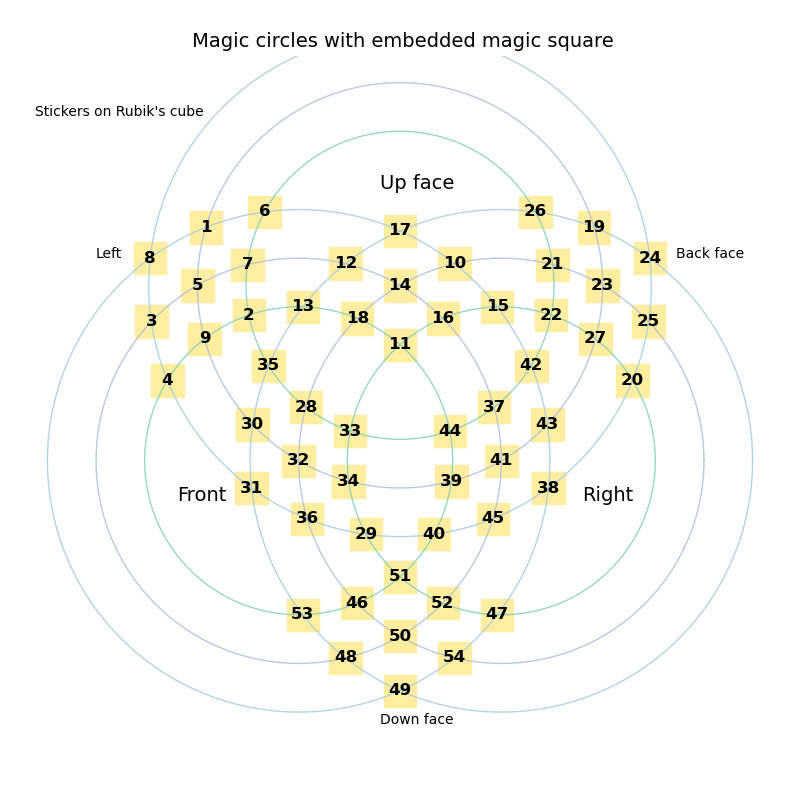 Magic circles with embedded magic square
Stickers on Rubik's cube
Up face
6 26
1 19
17
8 Left 24 Back face
7 12 10 21
5 14 23
13 15
2 18 16 22
3 25
9 11 27
35 42
4 20
28 37
30 43
33 44
32 41
34 39
31 Front 38 Right
36 45
29 40
51
46 52
53 47
50
48 54
49
Down face